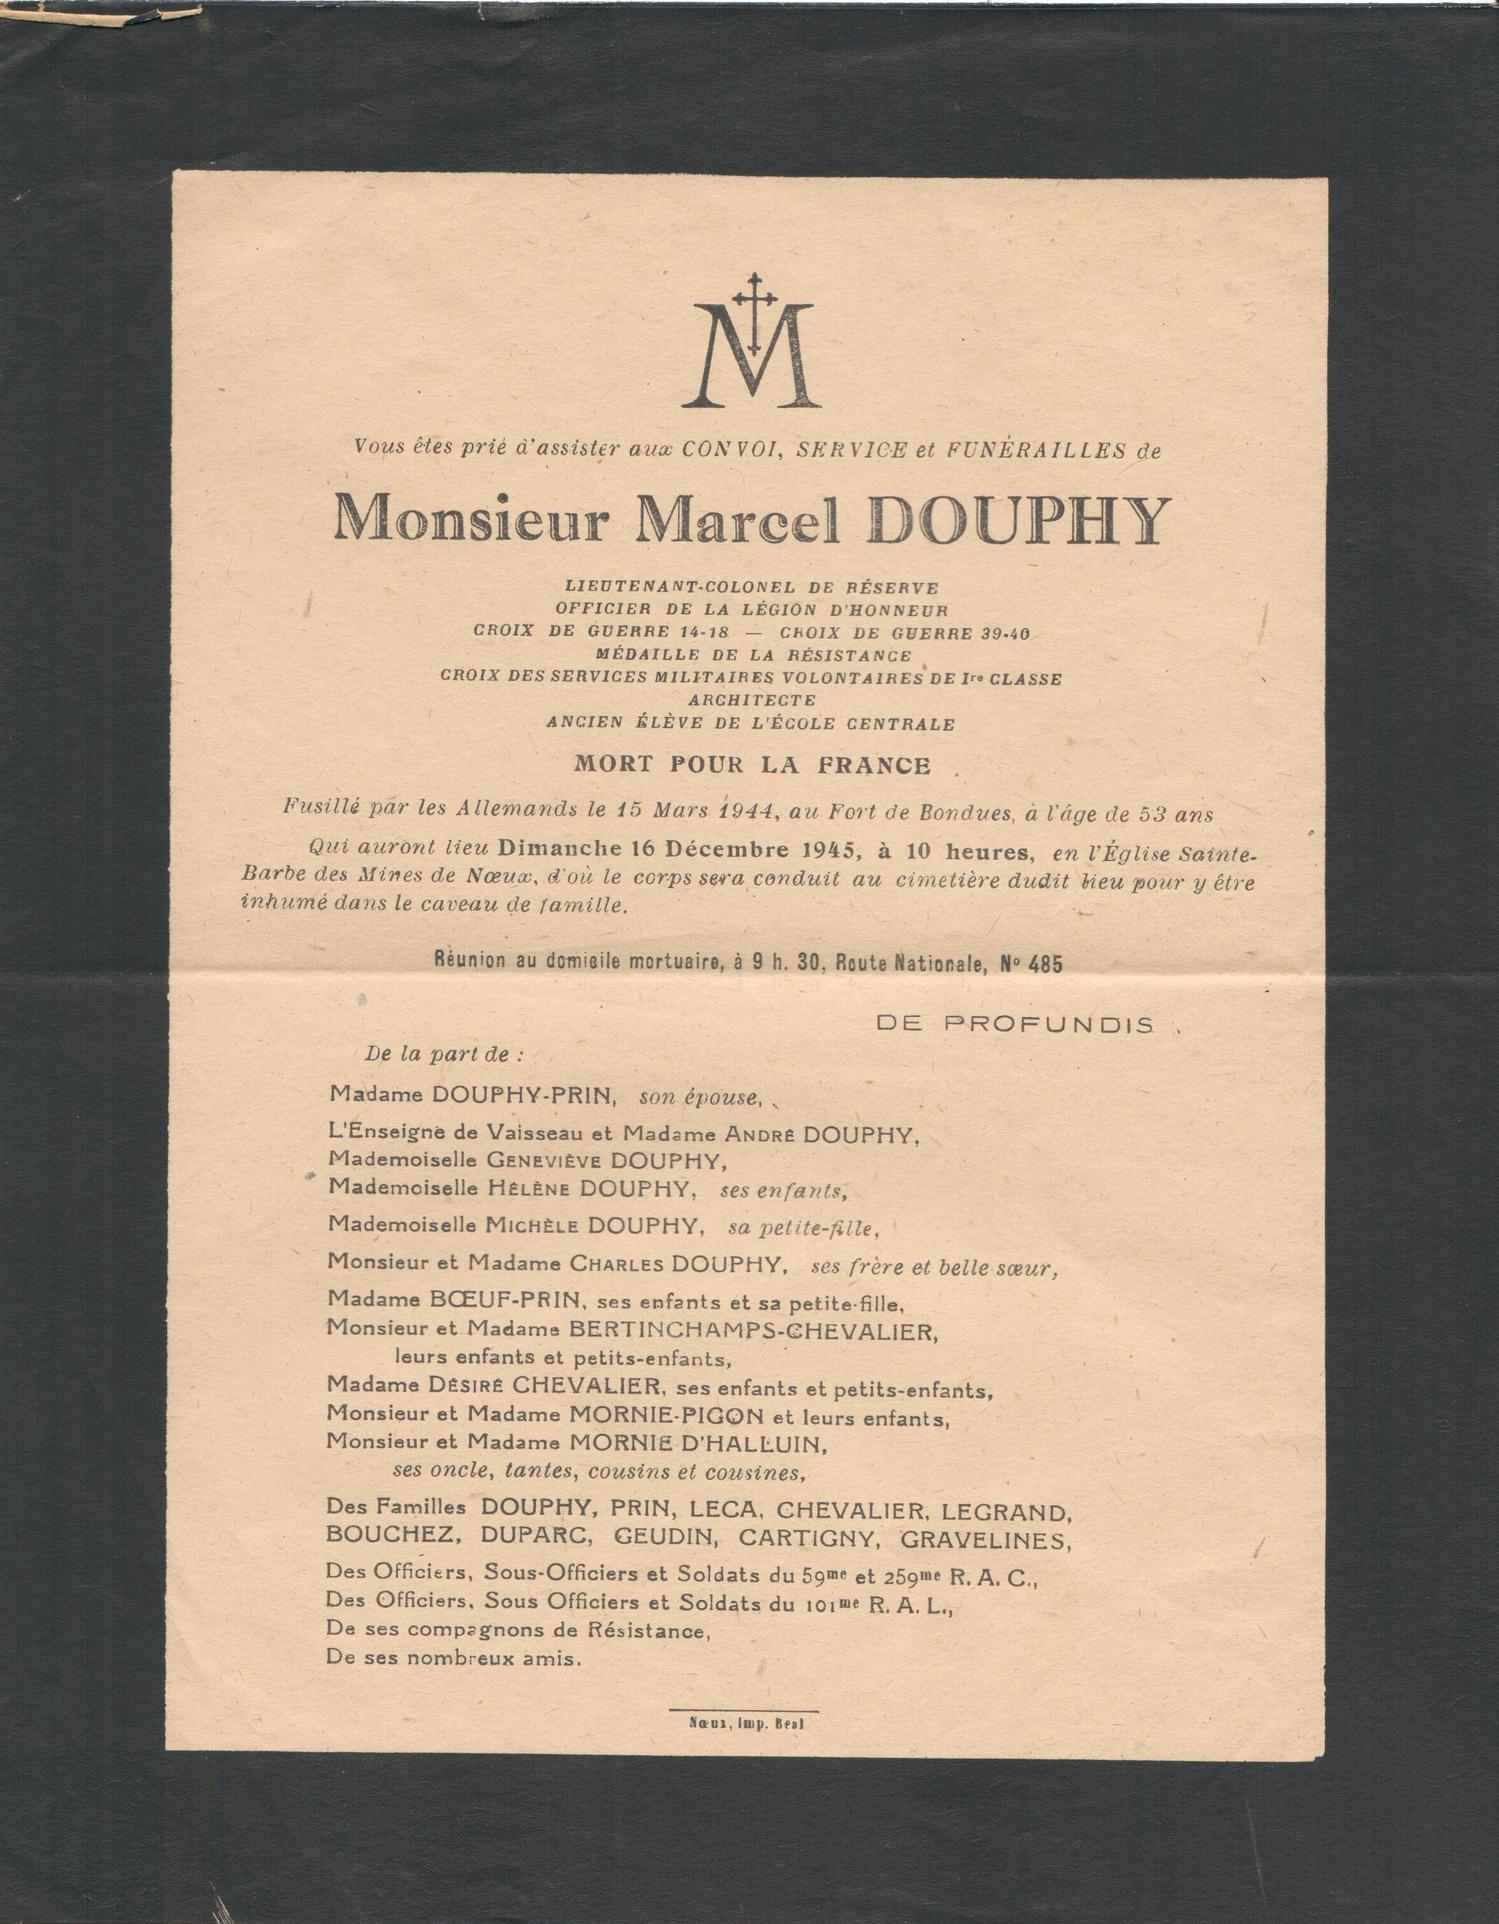 M
Vous êtes prié d'assister aux CONVOI, SERVICE et FUNÉRAILLES de
Monsieur Marcel DOUPHY
LIEUTENANT-COLONEL DE RÉSERVE
OFFICIER DE LA LÉGION D'HONNEUR
CROIX DE GUERRE 14-18 — CROIX DE GUERRE 39-40
MÉDAILLE DE LA RÉSISTANCE
CROIX DES SERVICES MILITAIRES VOLONTAIRES DE Ire CLASSE
ARCHITECTE
ANCIEN ÉLÈVE DE L'ÉCOLE CENTRALE
MORT POUR LA FRANCE
Fusillé par les Allemands le 15 Mars 1944, au Fort de Bondues, à l'âge de 53 ans
Qui auront lieu Dimanche 16 Décembre 1945, à 10 heures, en l'Église Sainte-
Barbe des Mines de Nœux, d'où le corps sera conduit au cimetière dudit lieu pour y être
inhumé dans le caveau de famille.
Réunion au domicile mortuaire, à 9 h. 30, Route Nationale, No 485
DE PROFUNDIS.
De la part de :
Madame DOUPHY-PRIN, son épouse,
L'Enseigne de Vaisseau et Madame ANDRÉ DOUPHY,
Mademoiselle GENEVIÈVE DOUPHY,
Mademoiselle HÉLÈNE DOUPHY, ses enfants,
Mademoiselle MICHÈLE DOUPHY, sa petite-fille,
Monsieur et Madame CHARLES DOUPHY, ses frère et belle-sœur,
Madame BŒUF-PRIN, ses enfants et sa petite-fille,
Monsieur et Madame BERTINCHAMPS-CHEVALIER,
leurs enfants et petits-enfants,
Madame DÉSIRÉ CHEVALIER, ses enfants et petits-enfants,
Monsieur et Madame MORNIE-PIGON et leurs enfants,
Monsieur et Madame MORNIE D'HALLUIN,
ses oncle, tantes, cousins et cousines,
Des Familles DOUPHY, PRIN, LECA, CHEVALIER, LEGRAND,
BOUCHEZ, DUPARC, GEUDIN, CARTIGNY, GRAVELINES,
Des Officiers, Sous-Officiers et Soldats du 59me et 259me R. A. C.,
Des Officiers, Sous Officiers et Soldats du 101me R. A. L.,
De ses compagnons de Résistance,
De ses nombreux amis.
Nœux, Imp. Béal